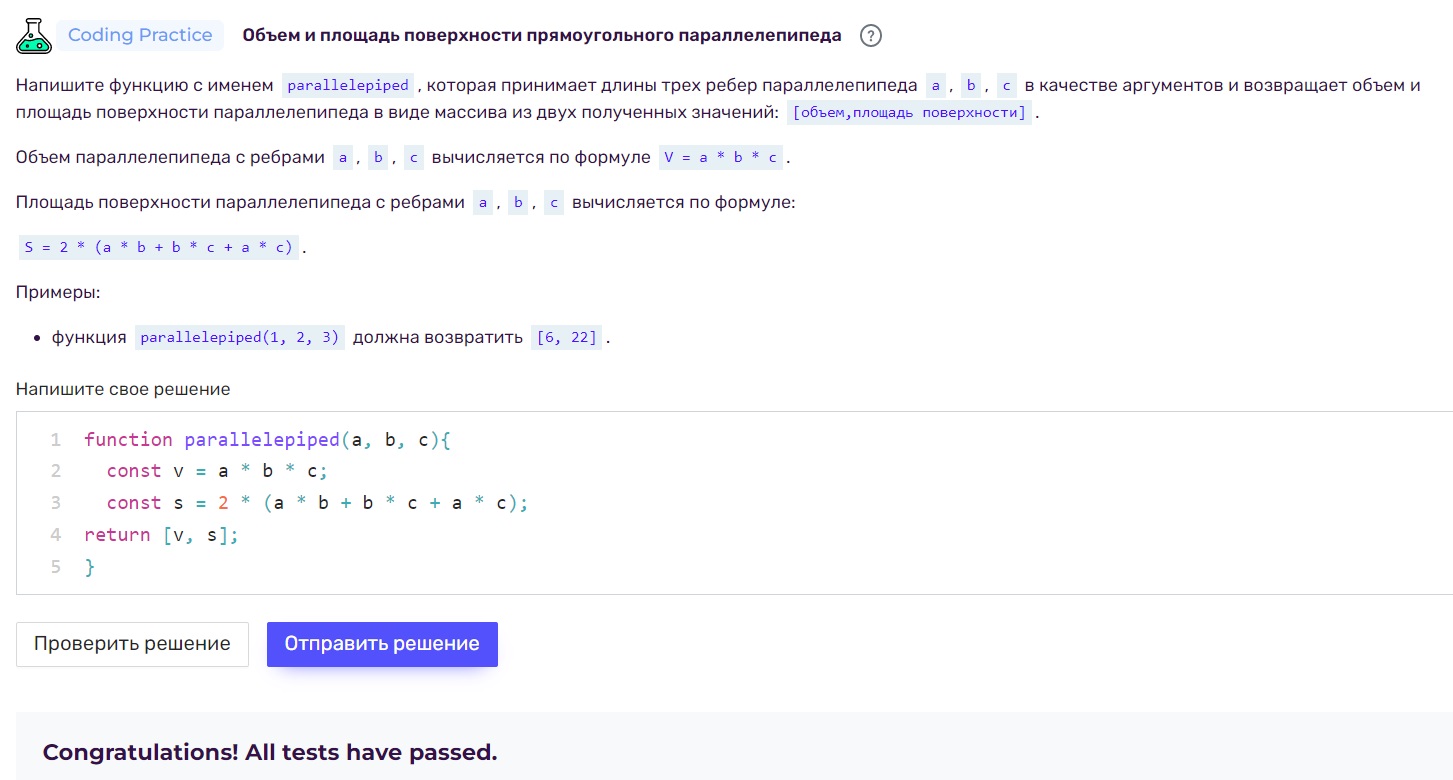 Coding Practice Объем и площадь поверхности прямоугольного параллелепипеда ?
Напишите функцию с именем parallelepiped , которая принимает длины трех ребер параллелепипеда a , b , c в качестве аргументов и возвращает объем и
площадь поверхности параллелепипеда в виде массива из двух полученных значений: [объем,площадь поверхности] .
Объем параллелепипеда с ребрами a , b , c вычисляется по формуле V = a * b * c .
Площадь поверхности параллелепипеда с ребрами a , b , c вычисляется по формуле:
S = 2 * (a * b + b * c + a * c) .
Примеры:
• функция parallelepiped(1, 2, 3) должна возвратить [6, 22] .
Напишите свое решение
1 function parallelepiped(a, b, c){
2   const v = a * b * c;
3   const s = 2 * (a * b + b * c + a * c);
4 return [v, s];
5 }
Проверить решение Отправить решение
Congratulations! All tests have passed.